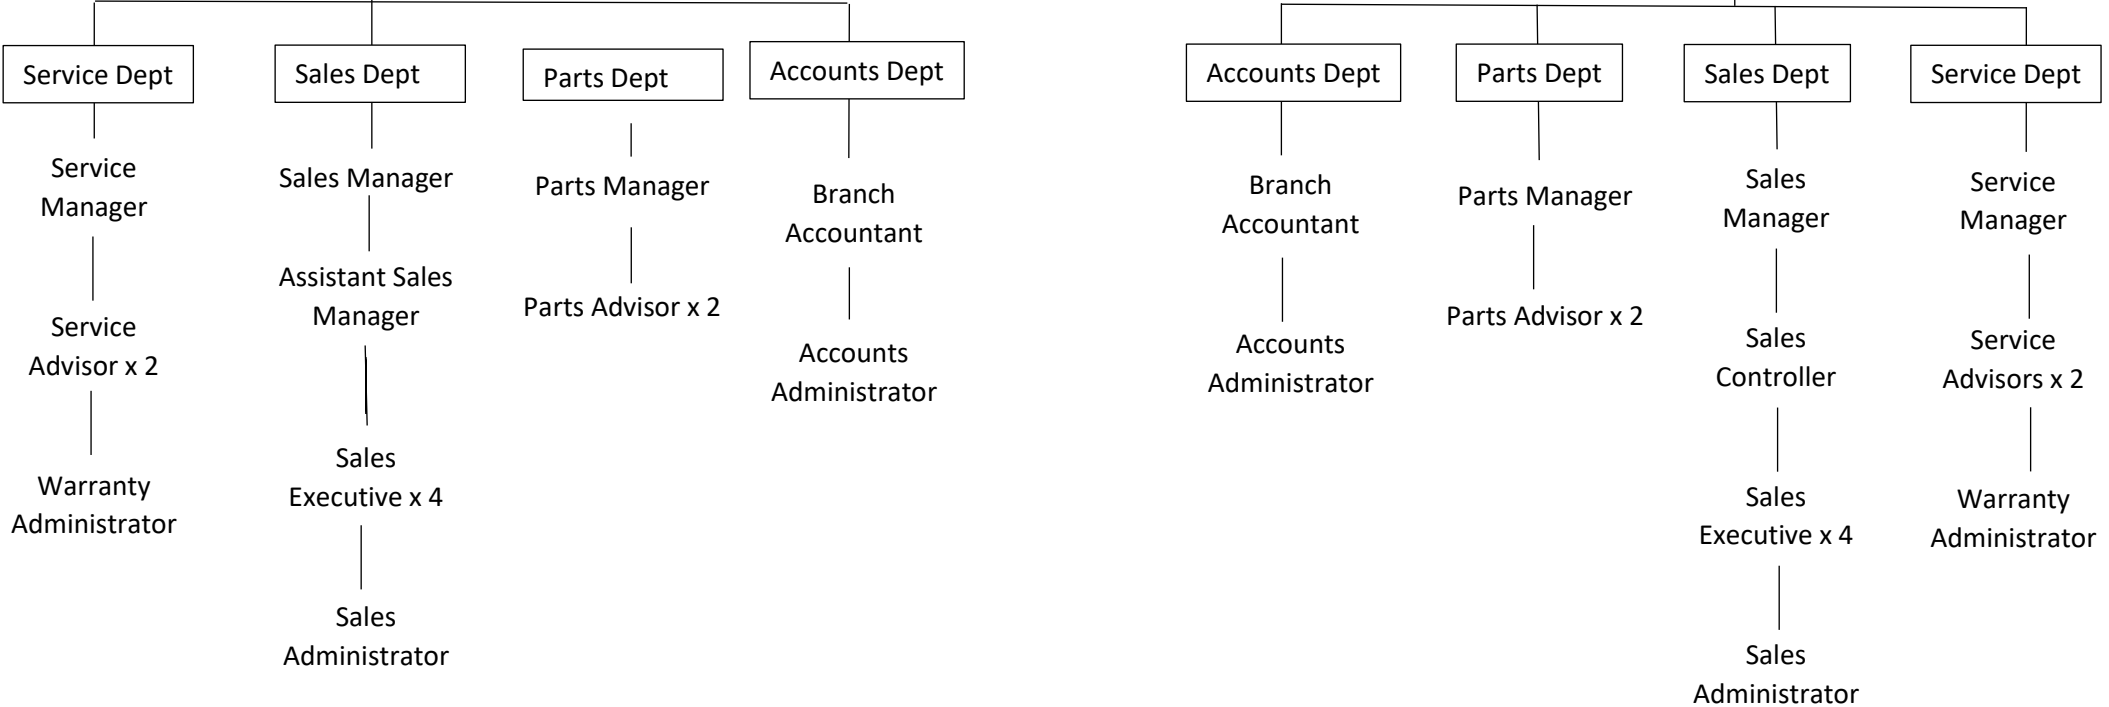 Service Dept
Service
Manager
Service
Advisor x 2
Warranty
Administrator
Sales Dept
Sales Manager
Assistant Sales
Manager
Sales
Executive x 4
Sales
Administrator
Parts Dept
Parts Manager
Parts Advisor x 2
Accounts Dept
Branch
Accountant
Accounts
Administrator
Accounts Dept
Branch
Accountant
Accounts
Administrator
Parts Dept
Parts Manager
Parts Advisor x 2
Sales Dept
Sales
Manager
Sales
Controller
Sales
Executive x 4
Sales
Administrator
Service Dept
Service
Manager
Service
Advisors x 2
Warranty
Administrator